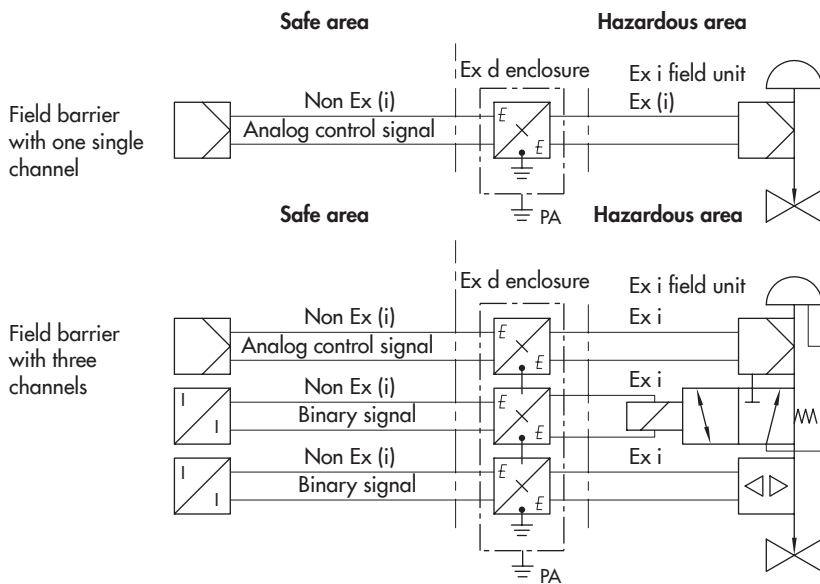 Safe area
Hazardous area
Ex d enclosure
Ex i field unit
Field barrier
with one single
channel
Non Ex (i)
Ex (i)
Analog control signal
E
E
PA
Safe area
Hazardous area
Ex d enclosure
Ex i field unit
Field barrier
with three
channels
Non Ex (i)
Ex i
Analog control signal
E
E
Non Ex (i)
Ex i
I
I
Binary signal
E
E
Non Ex (i)
Ex i
I
I
Binary signal
E
E
PA